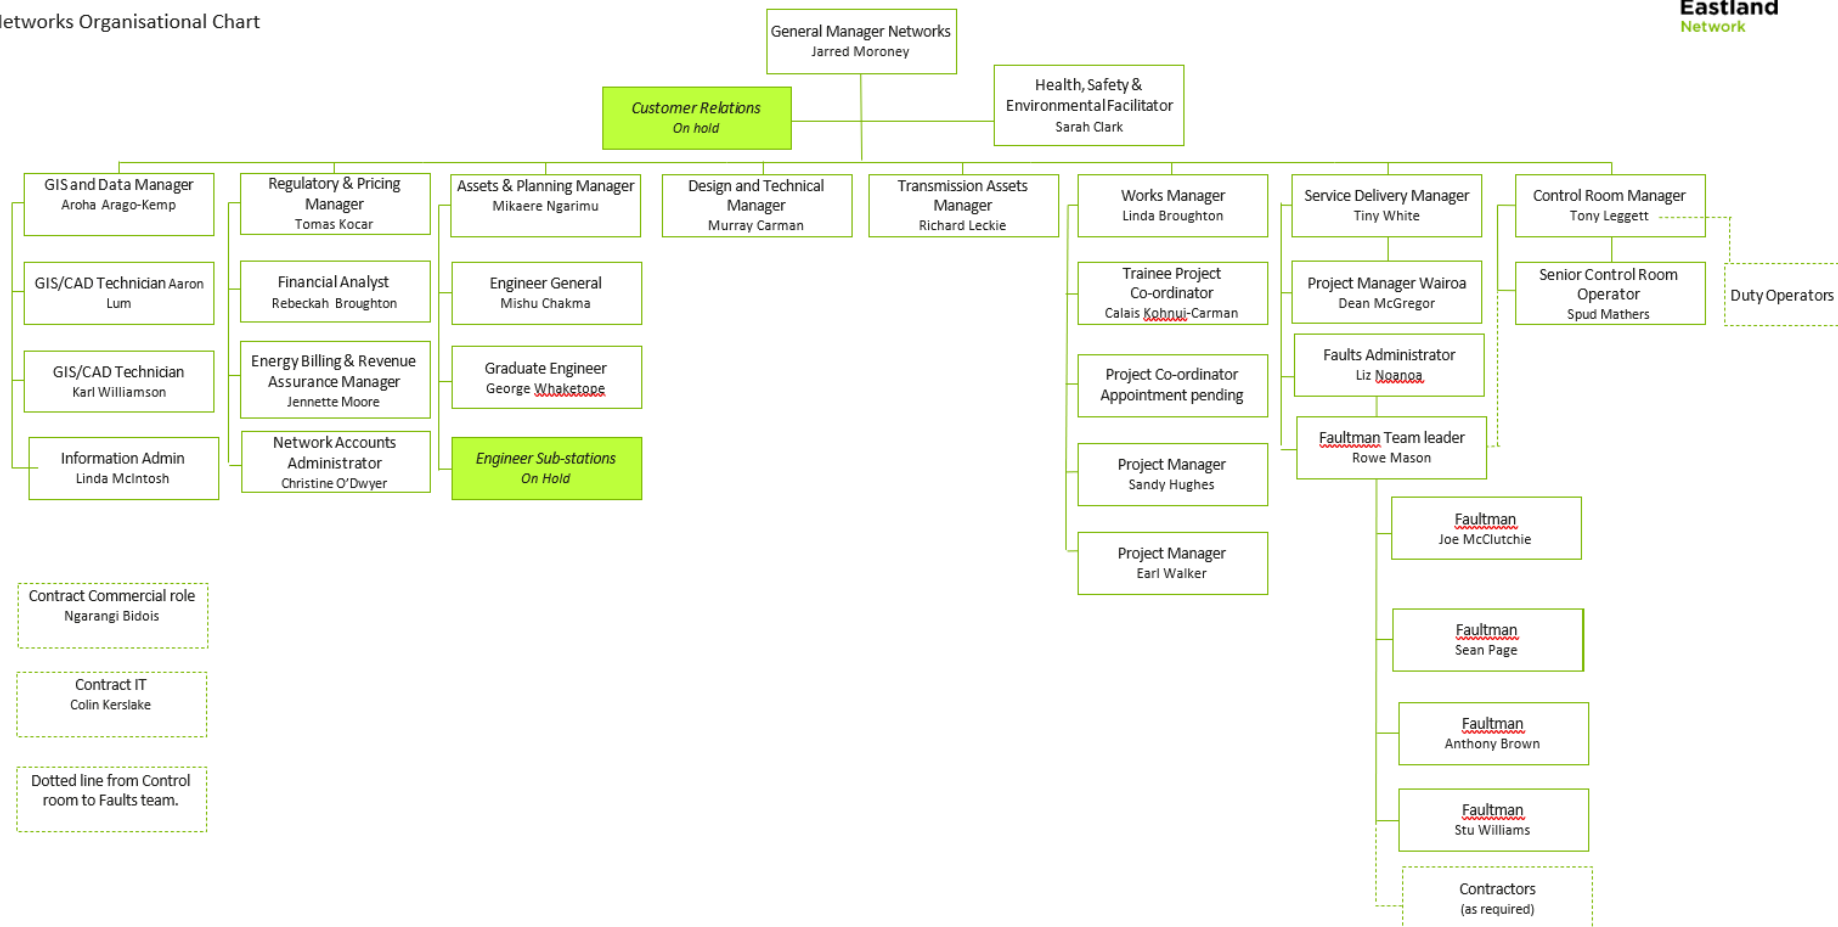 Networks Organisational Chart
Eastland
Network
General Manager Networks
Jarred Moroney
Customer Relations
On hold
Health, Safety &
Environmental Facilitator
Sarah Clark
GIS and Data Manager
Aroha Arago-Kemp
Regulatory & Pricing
Manager
Tomas Kocar
Assets & Planning Manager
Mikaere Ngarimu
Design and Technical
Manager
Murray Carman
Transmission Assets
Manager
Richard Leckie
Works Manager
Linda Broughton
Service Delivery Manager
Tiny White
Control Room Manager
Tony Leggett
GIS/CAD Technician Aaron
Lum
Financial Analyst
Rebeckah Broughton
Engineer General
Mishu Chakma
Trainee Project
Co-ordinator
Calais Kohnui-Carman
Project Manager Wairoa
Dean McGregor
Senior Control Room
Operator
Spud Mathers
Duty Operators
GIS/CAD Technician
Karl Williamson
Energy Billing & Revenue
Assurance Manager
Jennette Moore
Graduate Engineer
George Whaketope
Project Co-ordinator
Appointment pending
Faults Administrator
Liz Noanoa
Information Admin
Linda McIntosh
Network Accounts
Administrator
Christine O'Dwyer
Engineer Sub-stations
On Hold
Project Manager
Sandy Hughes
Faultman Team leader
Rowe Mason
Project Manager
Earl Walker
Faultman
Joe McClutchie
Contract Commercial role
Ngarangi Bidois
Faultman
Sean Page
Contract IT
Colin Kerslake
Faultman
Anthony Brown
Dotted line from Control
room to Faults team.
Faultman
Stu Williams
Contractors
(as required)